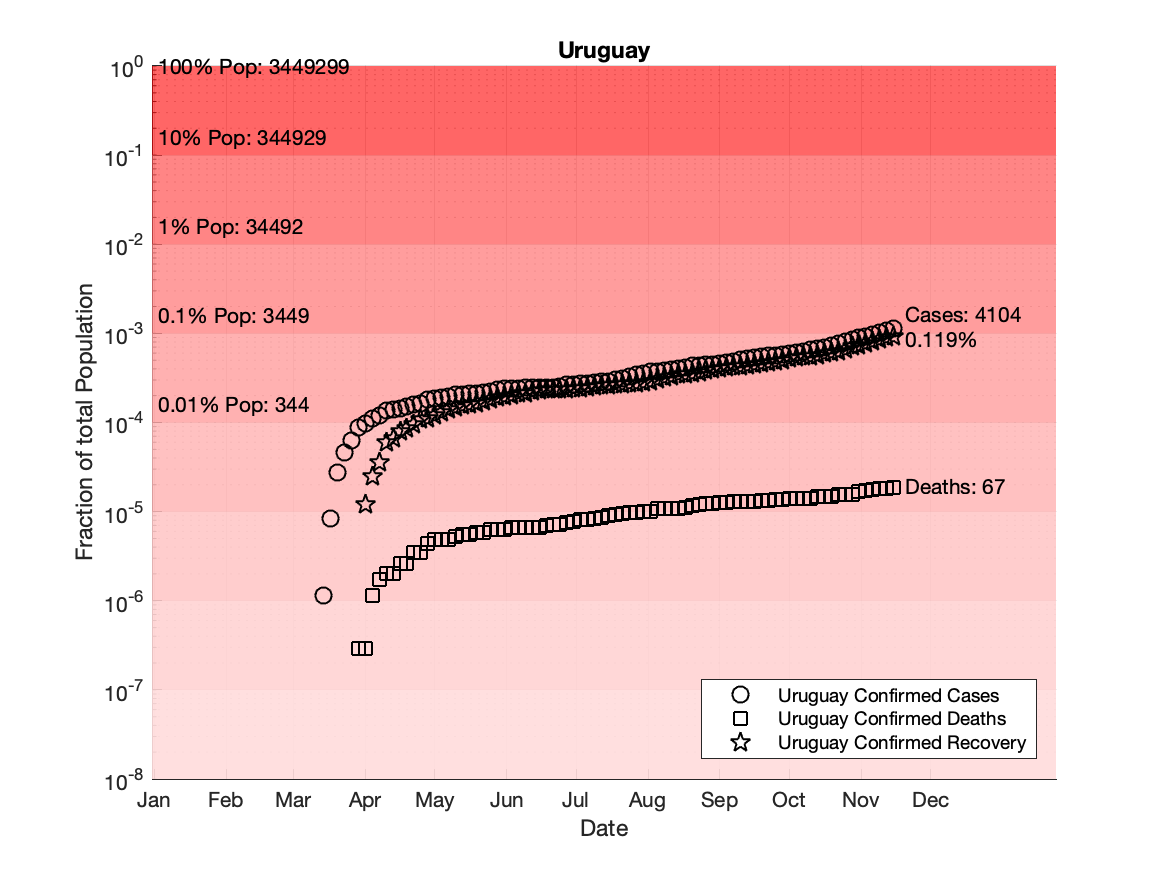 Uruguay
10^0
100% Pop: 3449299
10% Pop: 344929
10^-1
1% Pop: 34492
10^-2
0.1% Pop: 3449
Cases: 4104
10^-3
0.119%
0.01% Pop: 344
10^-4
Deaths: 67
10^-5
10^-6
10^-7
10^-8
Fraction of total Population
Uruguay Confirmed Cases
Uruguay Confirmed Deaths
Uruguay Confirmed Recovery
Jan Feb Mar Apr May Jun Jul Aug Sep Oct Nov Dec
Date